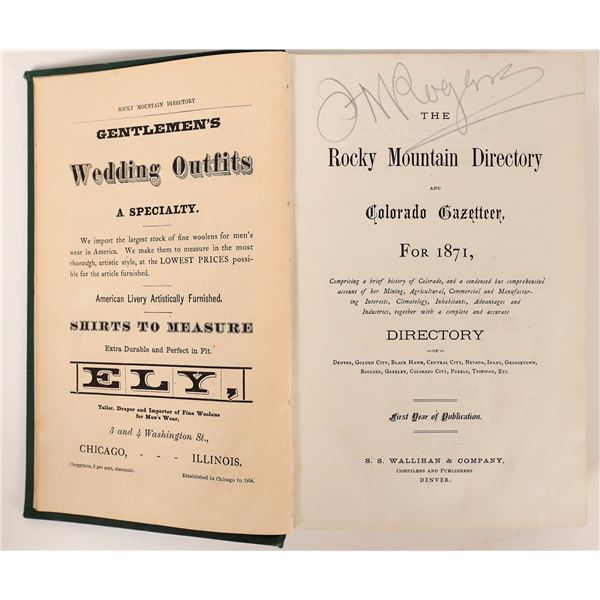 ROCKY MOUNTAIN DIRECTORY
GENTLEMEN'S
Wedding Outfits
A SPECIALTY.
We import the largest stock of fine woolens for men's
wear in America. We make them to measure in the most
thorough, artistic style, at the LOWEST PRICES possi-
ble for the article furnished.
American Livery Artistically Furnished.
SHIRTS TO MEASURE
Extra Durable and Perfect in Fit.
ELY,
Tailor, Draper and Importer of Fine Woolens
for Men's Wear,
3 and 4 Washington St.,
CHICAGO, - - - ILLINOIS.
Clergymen, 8 per cent. discount.
Established in Chicago in 1854.
FM Rogers
THE
Rocky Mountain Directory
AND
Colorado Gazetteer,
FOR 1871,
Comprising a brief history of Colorado, and a condensed but comprehensive
account of her Mining, Agricultural, Commercial and Manufactur-
ing Interests, Climatology, Inhabitants, Advantages and
Industries, together with a complete and accurate
DIRECTORY
—OF—
DENVER, GOLDEN CITY, BLACK HAWK, CENTRAL CITY, NEVADA, IDAHO, GEORGETOWN,
BOULDER, GREELEY, COLORADO CITY, PUEBLO, TRINIDAD, ETC.
First Year of Publication.
S. S. WALLIHAN & COMPANY,
COMPILERS AND PUBLISHERS
DENVER.